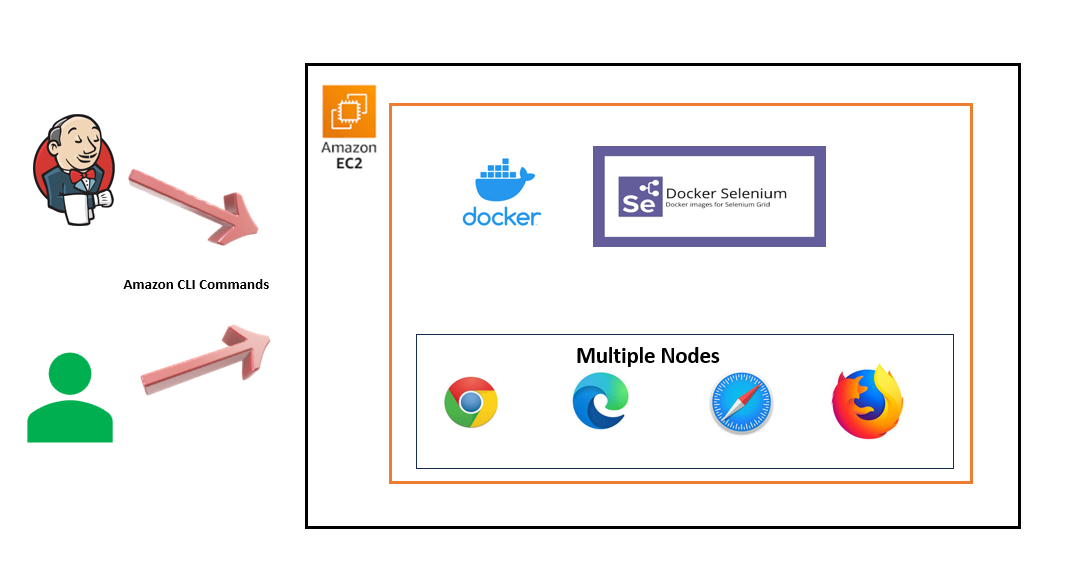 Amazon
EC2
docker
Se
Docker Selenium
Docker images for Selenium Grid
Amazon CLI Commands
Multiple Nodes